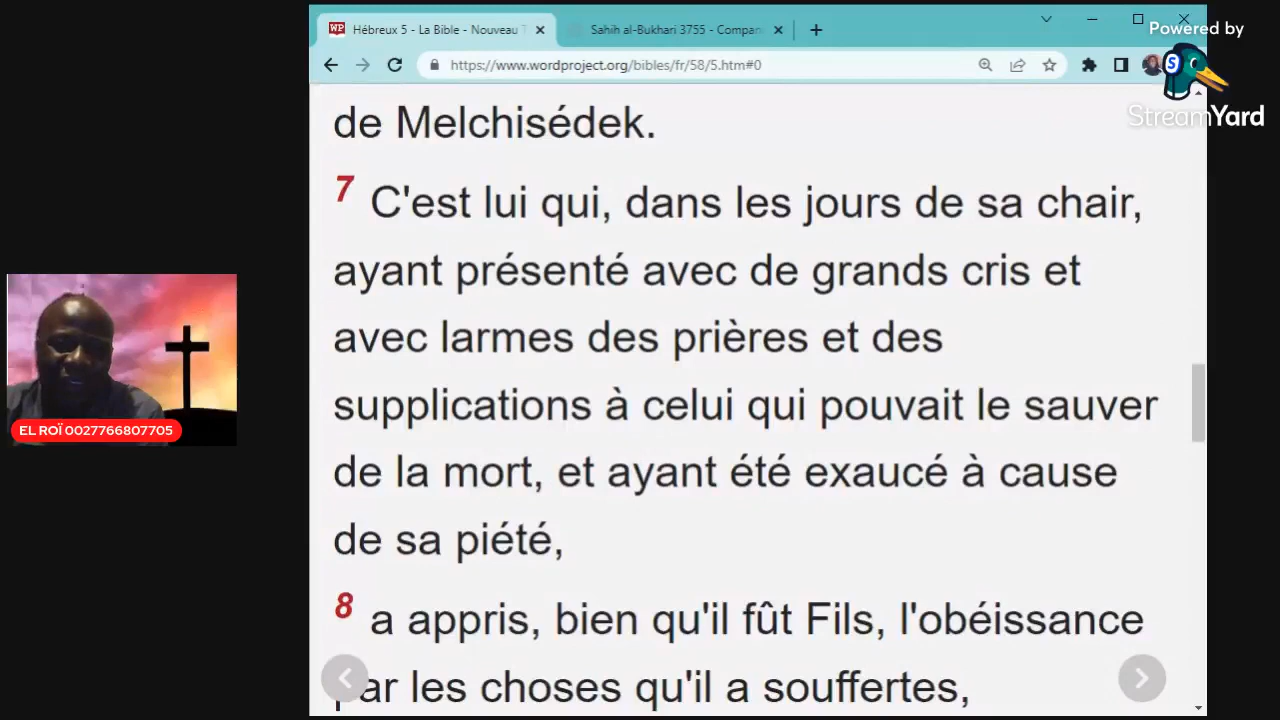 Hébreux 5 - La Bible - Nouveau T
Sahih al-Bukhari 3755 - Compan
https://www.wordproject.org/bibles/fr/58/5.htm#0
Powered by
StreamYard
de Melchisédek.
7 C'est lui qui, dans les jours de sa chair,
ayant présenté avec de grands cris et
avec larmes des prières et des
supplications à celui qui pouvait le sauver
de la mort, et ayant été exaucé à cause
de sa piété,
8 a appris, bien qu'il fût Fils, l'obéissance
par les choses qu'il a souffertes,
EL ROÏ 0027766807705